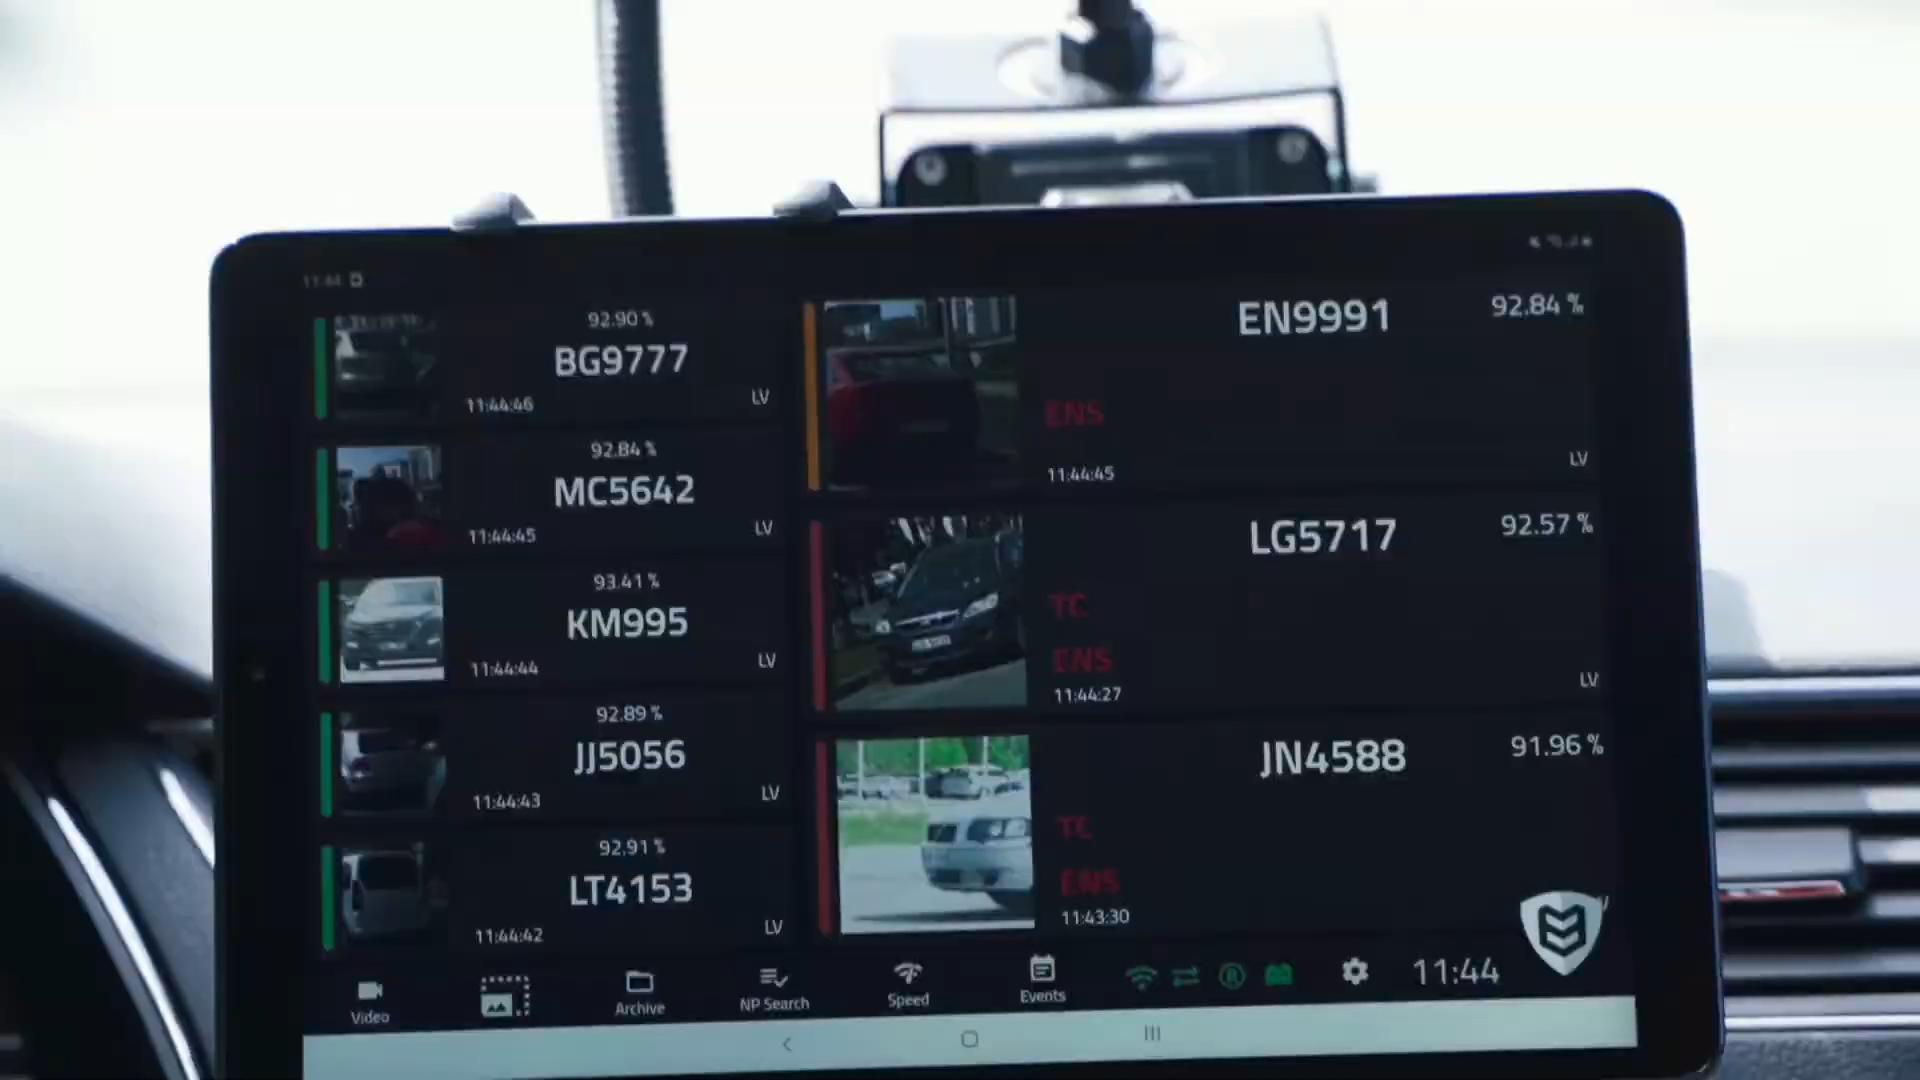 11:44
92.90 %
BG9777
11:44:46
LV
92.84 %
MC5642
11:44:45
LV
93.41 %
KM995
11:44:44
LV
92.89 %
JJ5056
11:44:43
LV
92.91 %
LT4153
11:44:42
LV
EN9991
92.84 %
ENS
11:44:45
LV
LG5717
92.57 %
TC
ENS
11:44:27
LV
JN4588
91.96 %
TC
ENS
11:43:30
Video
Archive
NP Search
Speed
Events
R
11:44